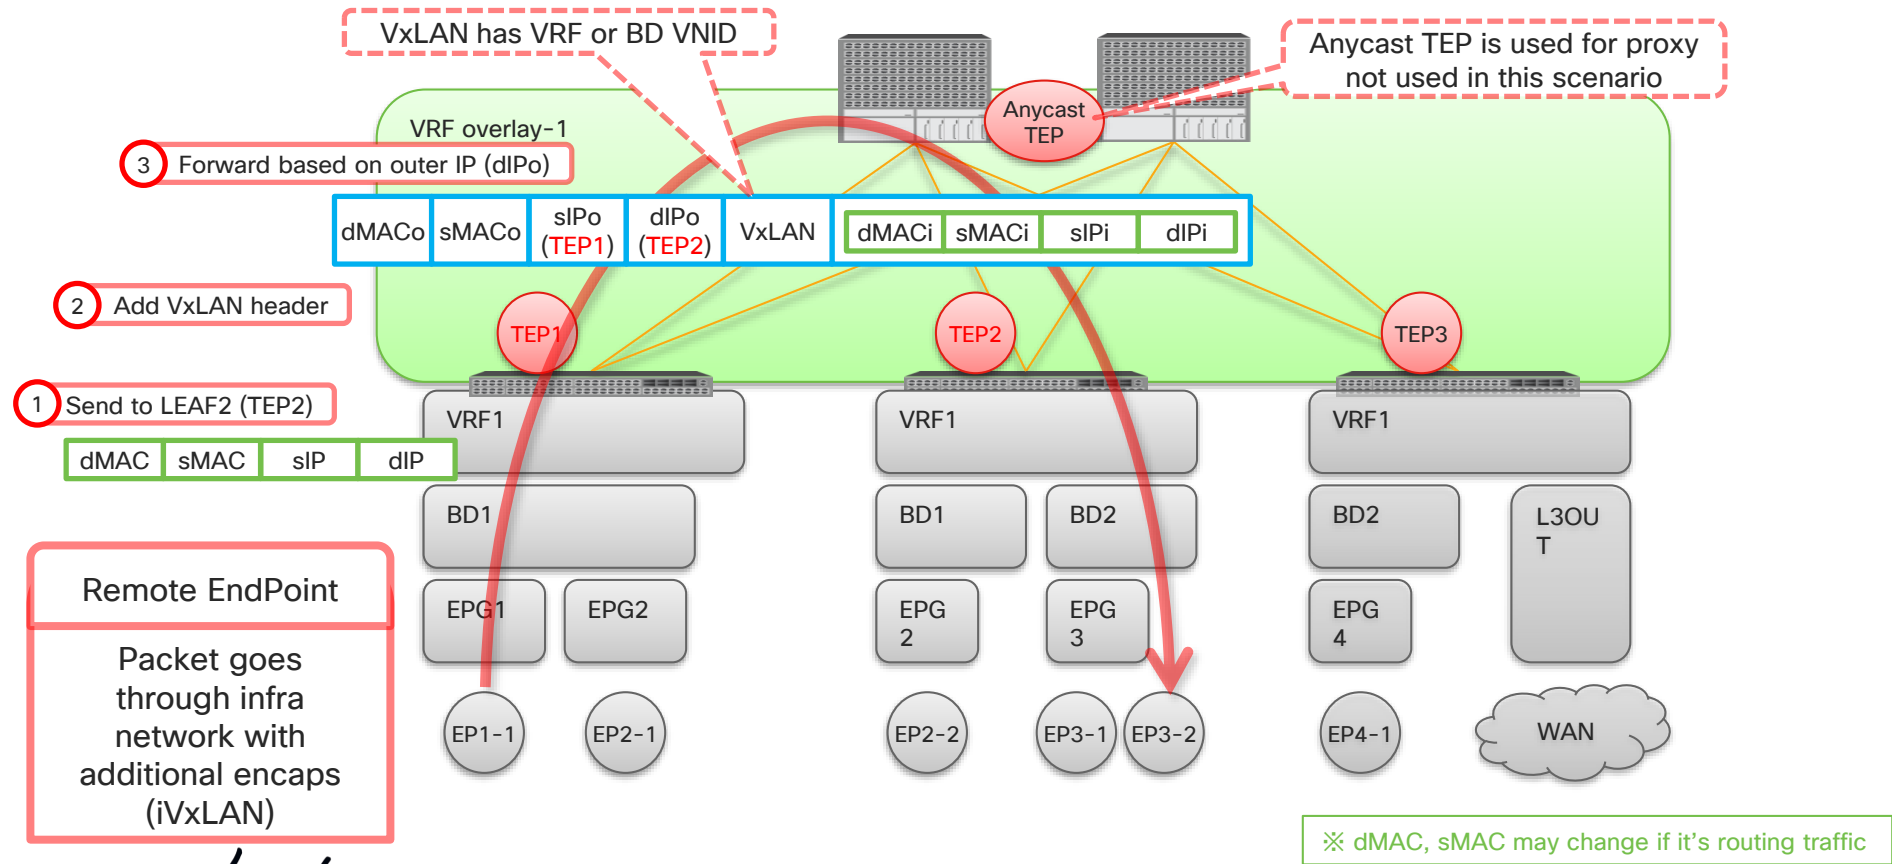 VxLAN has VRF or BD VNID
Anycast TEP is used for proxy
not used in this scenario
Anycast
TEP
VRF overlay-1
3 Forward based on outer IP (dIPo)
dMACo sMACo sIPo (TEP1) dIPo (TEP2) VxLAN dMACi sMACi sIPi dIPi
2 Add VxLAN header
TEP1 TEP2 TEP3
1 Send to LEAF2 (TEP2)
dMAC sMAC sIP dIP
VRF1 VRF1 VRF1
BD1 BD1 BD2 BD2 L3OU
T
EPG1 EPG2 EPG
2 EPG
3 EPG
4
EP1-1 EP2-1 EP2-2 EP3-1 EP3-2 EP4-1 WAN
Remote EndPoint
Packet goes
through infra
network with
additional encaps
(iVxLAN)
※ dMAC, sMAC may change if it's routing traffic